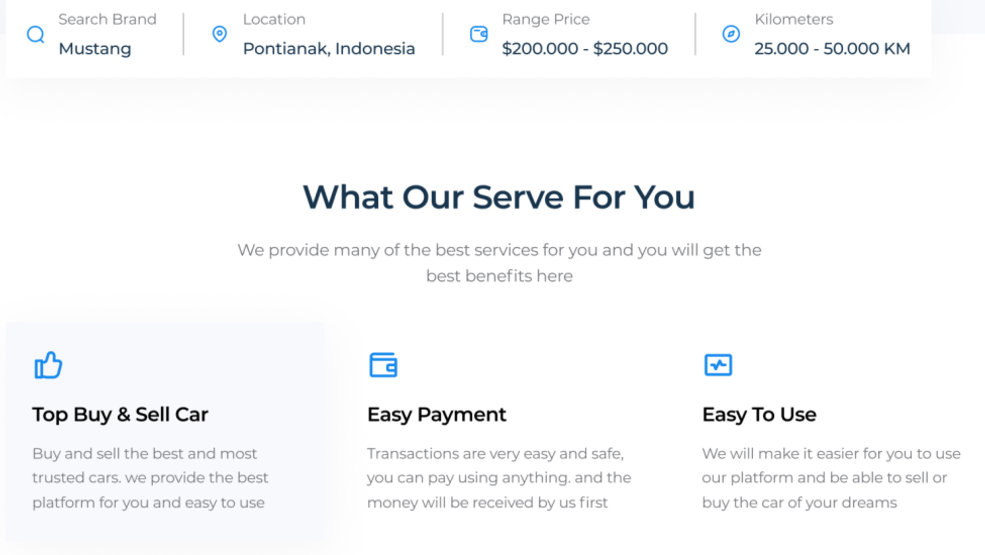 Search Brand
Mustang
Location
Pontianak, Indonesia
Range Price
$200.000 - $250.000
Kilometers
25.000 - 50.000 KM
What Our Serve For You
We provide many of the best services for you and you will get the
best benefits here
Top Buy & Sell Car
Buy and sell the best and most
trusted cars. we provide the best
platform for you and easy to use
Easy Payment
Transactions are very easy and safe,
you can pay using anything. and the
money will be received by us first
Easy To Use
We will make it easier for you to use
our platform and be able to sell or
buy the car of your dreams